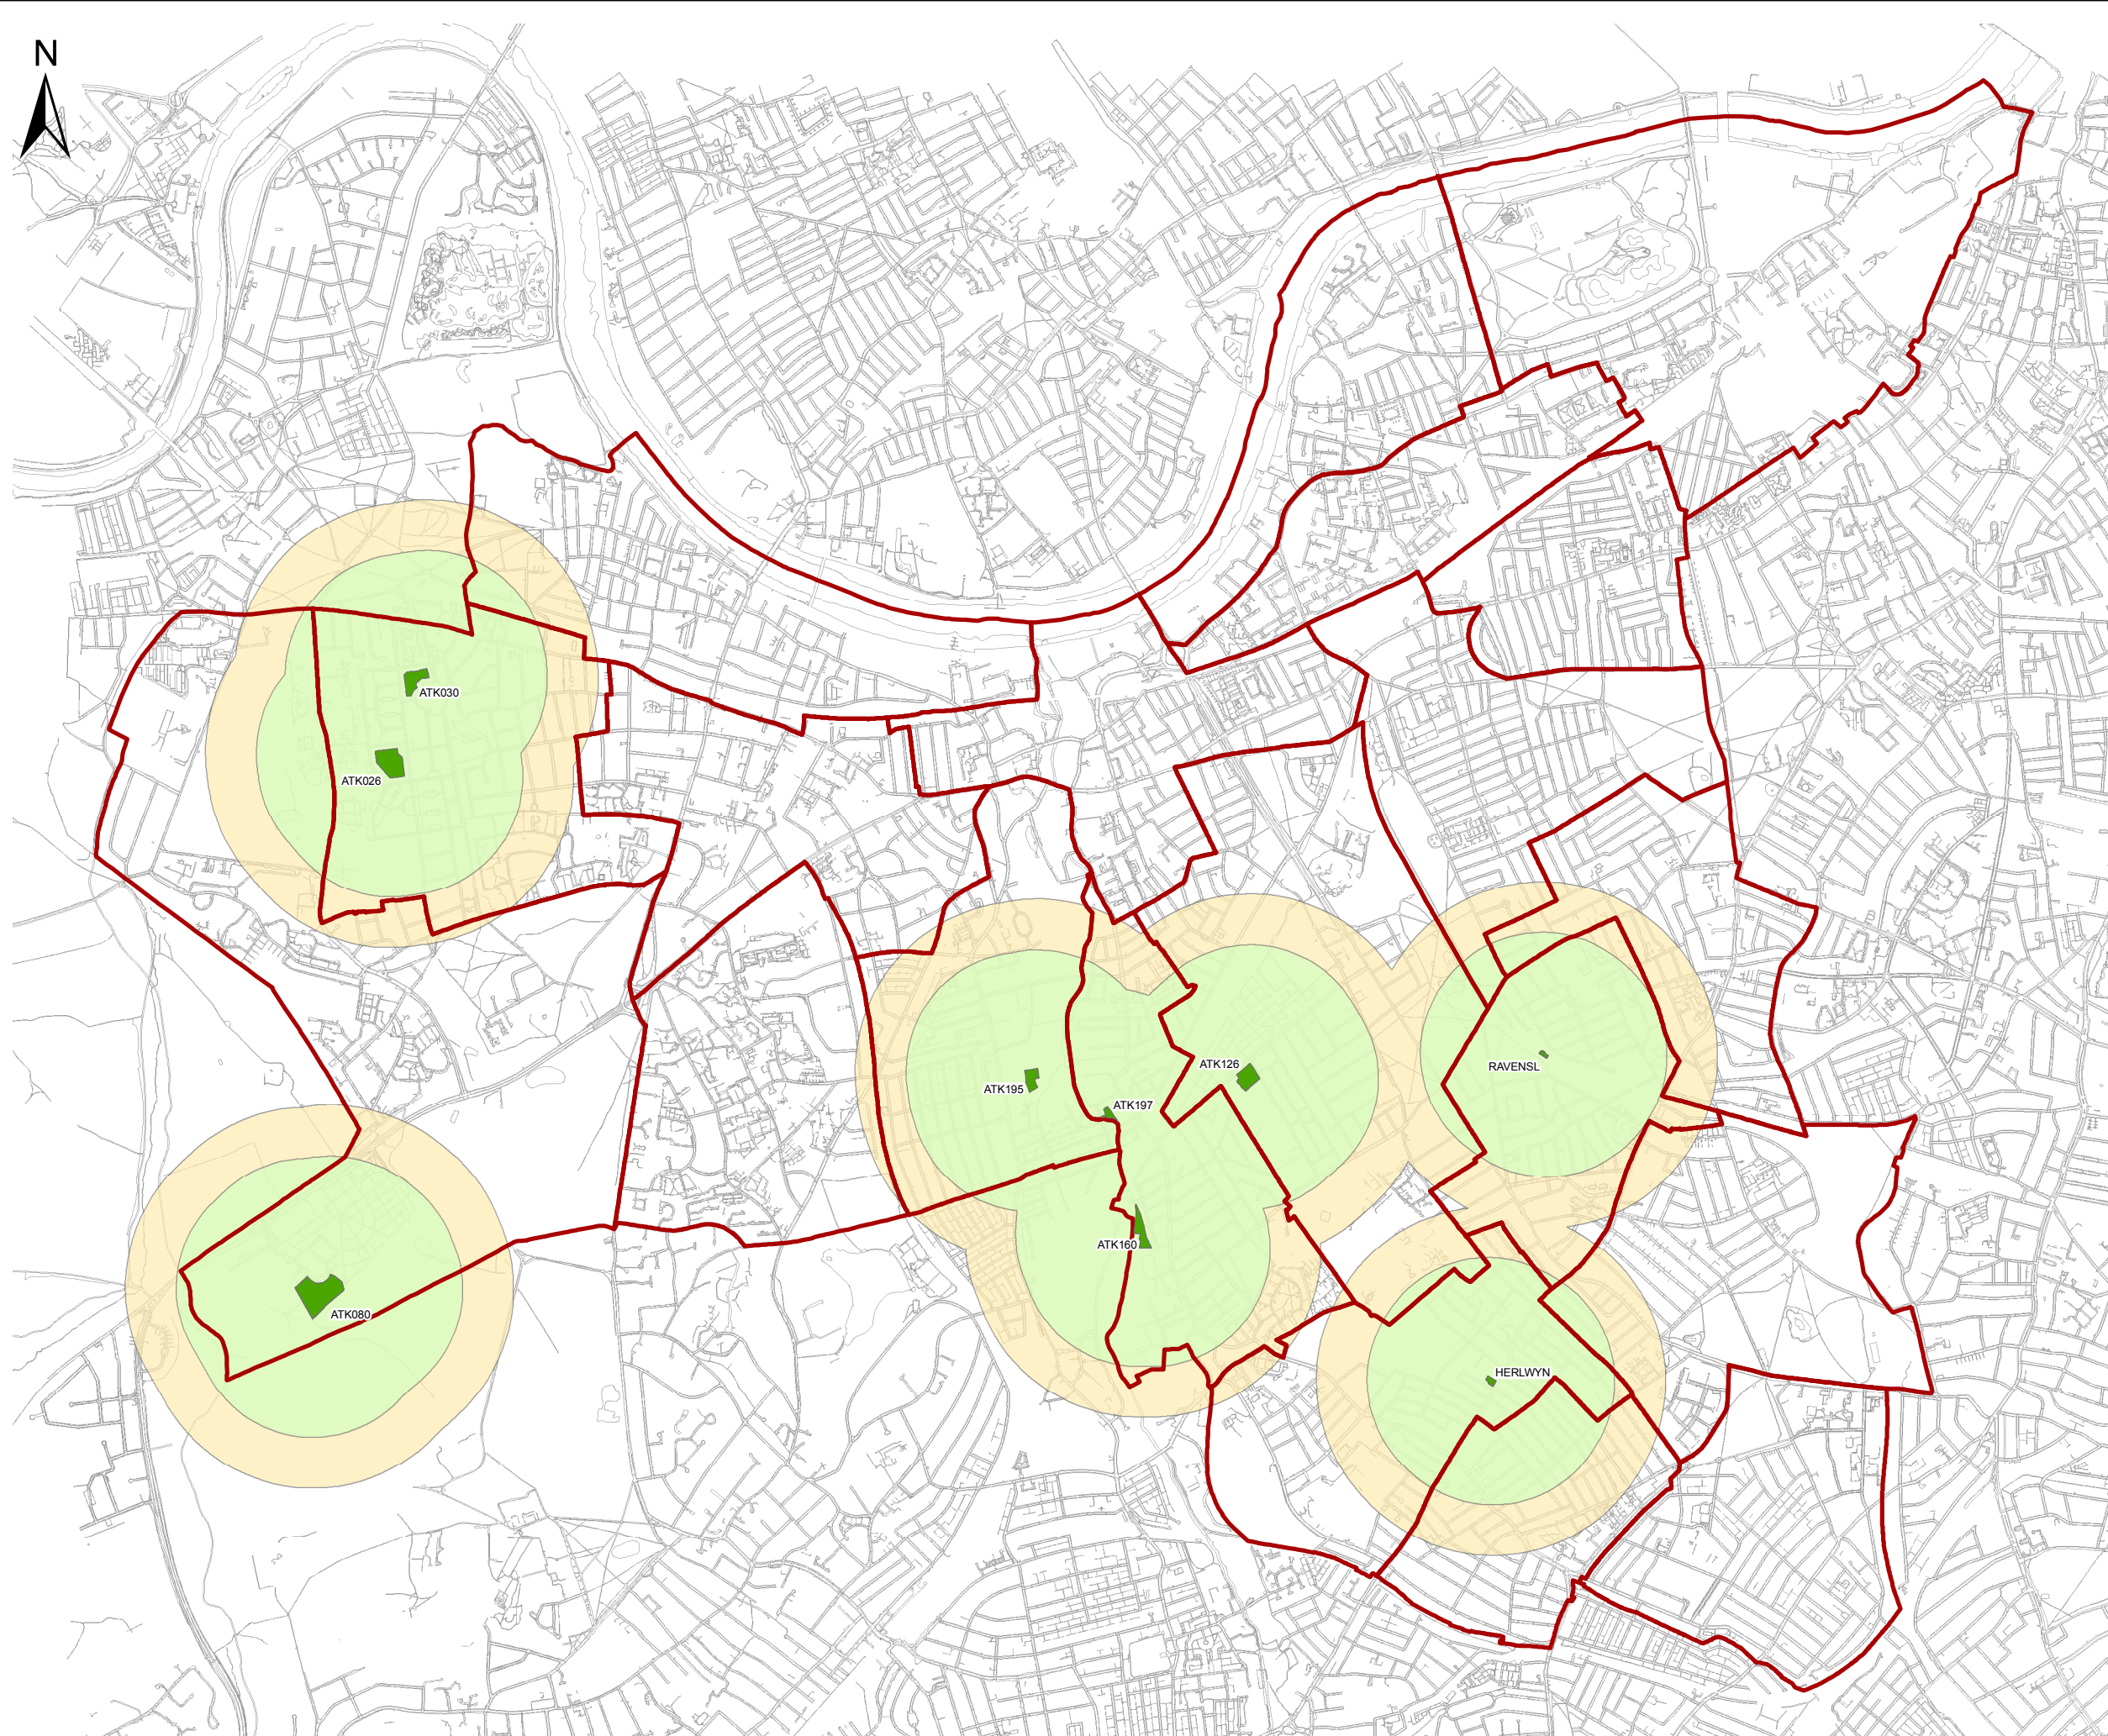 N
ATK030
ATK026
ATK126
RAVENSL
ATK195
ATK197
ATK160
ATK080
HERLWYN